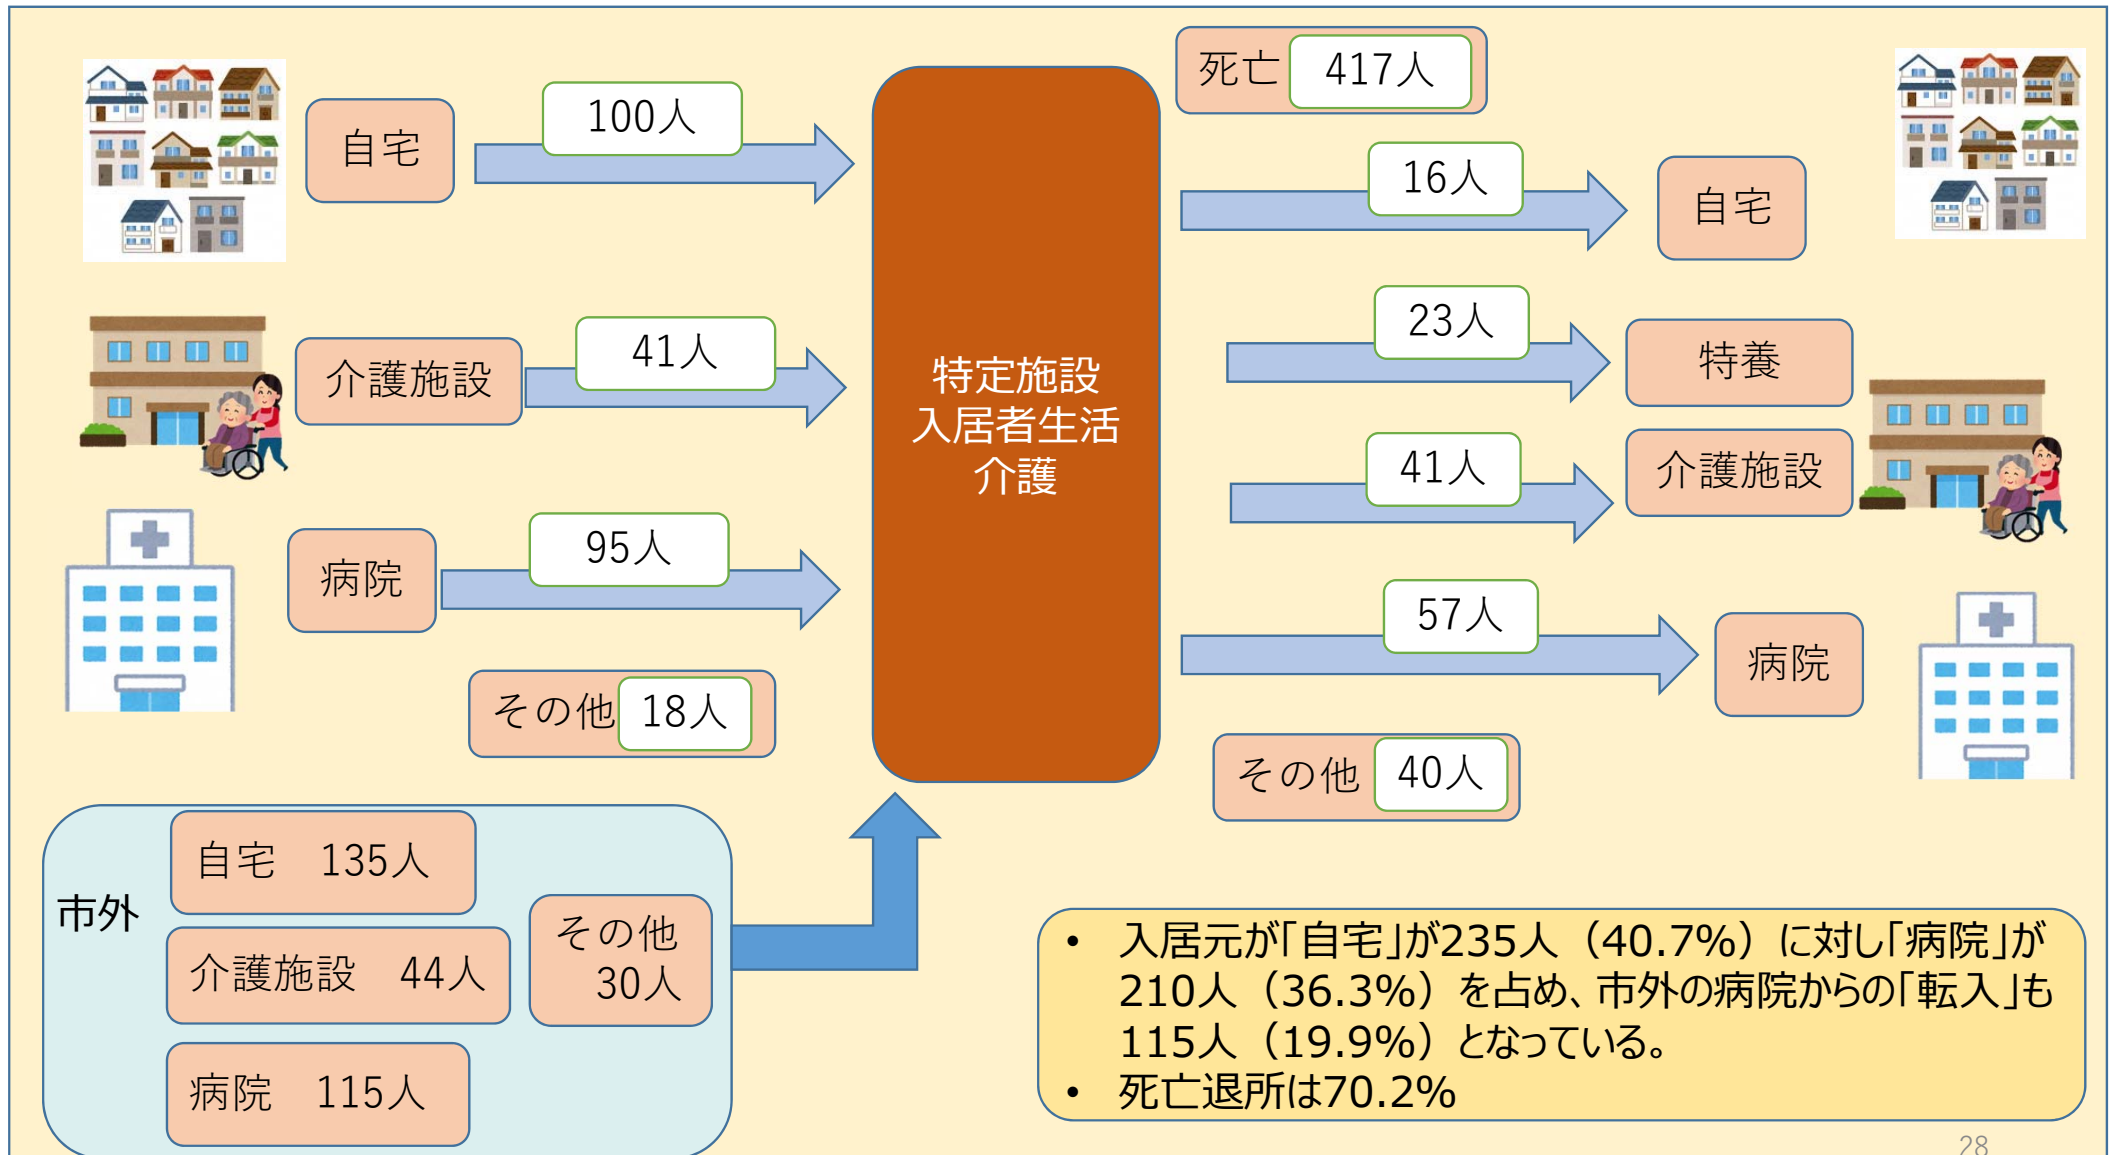 自宅
100人
介護施設
41人
病院
95人
その他 18人
特定施設
入居者生活
介護
死亡 417人
16人
自宅
23人
特養
41人
介護施設
57人
病院
その他 40人
市外
自宅 135人
介護施設 44人
病院 115人
その他
30人
• 入居元が「自宅」が235人（40.7%）に対し「病院」が
210人（36.3%）を占め、市外の病院からの「転入」も
115人（19.9%）となっている。
• 死亡退所は70.2%
28